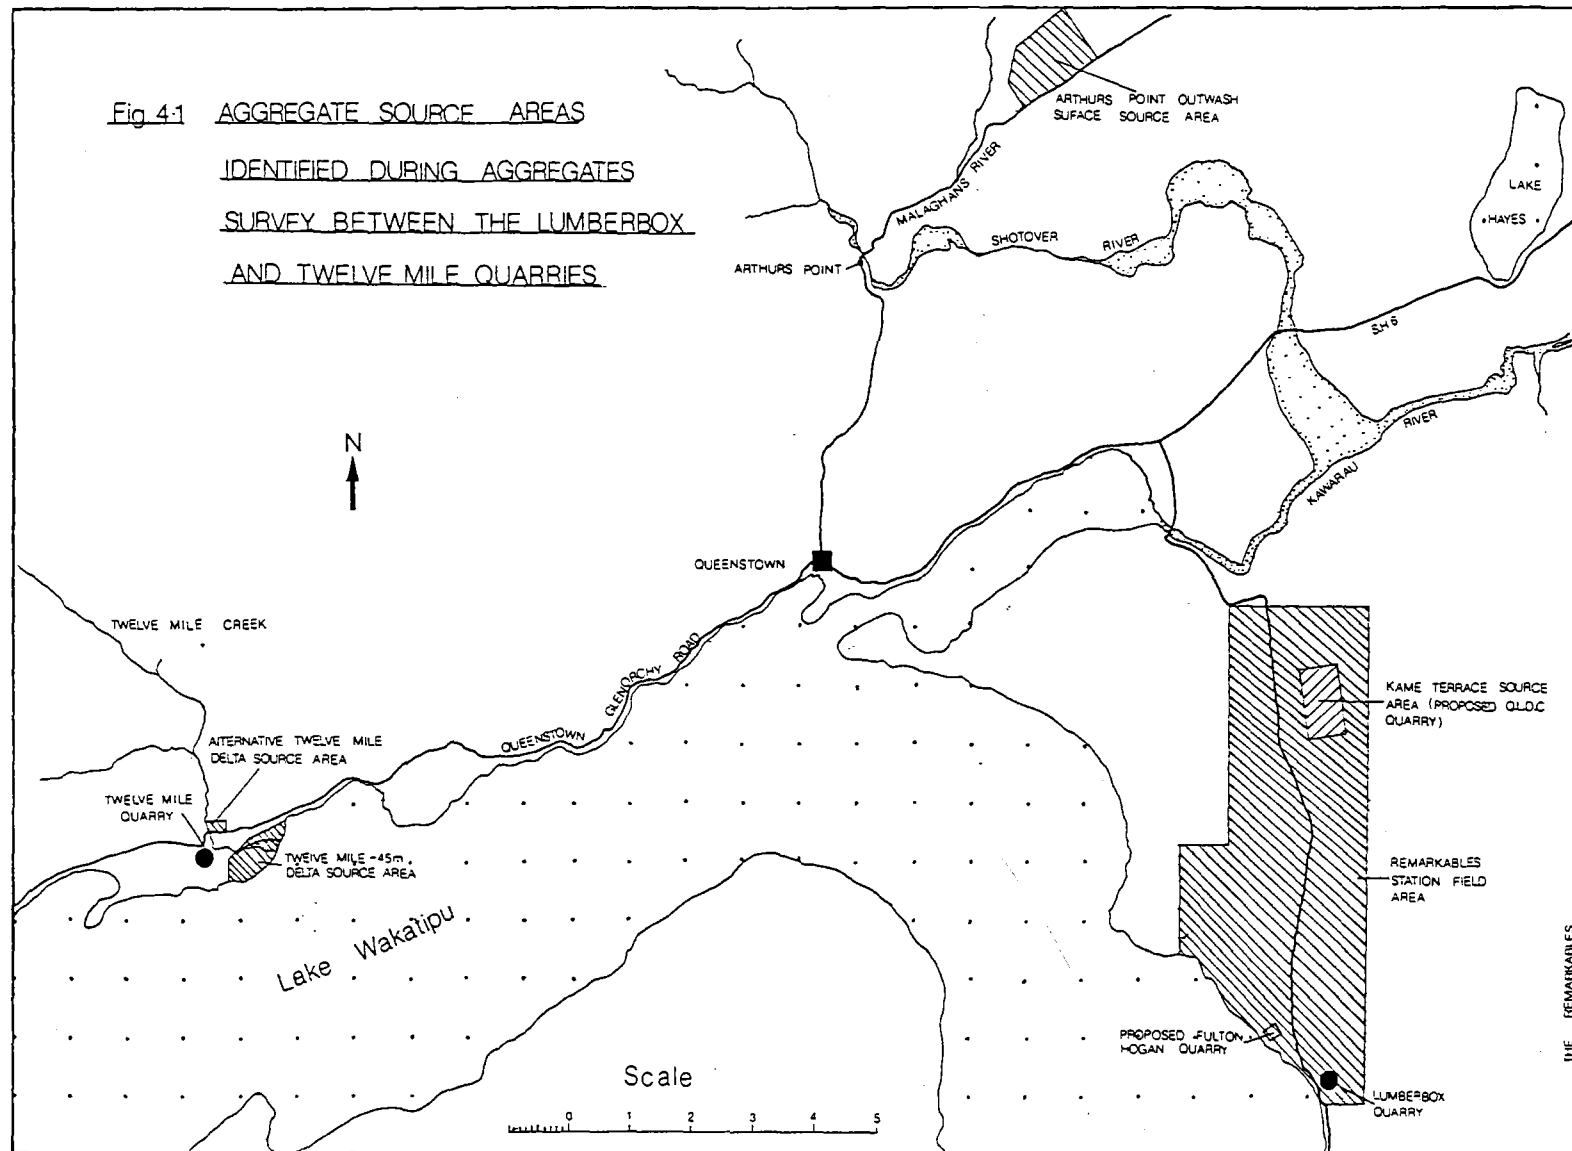 Fig 4·1 AGGREGATE SOURCE AREAS
IDENTIFIED DURING AGGREGATES
SURVEY BETWEEN THE LUMBERBOX
AND TWELVE MILE QUARRIES
ARTHURS POINT OUTWASH
SUFACE SOURCE AREA
MALAGHANS RIVER
SHOTOVER RIVER
ARTHURS POINT
LAKE
HAYES
S.H 6
KAWARAU RIVER
N
QUEENSTOWN
TWELVE MILE CREEK
QUEENSTOWN GLENORCHY ROAD
ALTERNATIVE TWELVE MILE
DELTA SOURCE AREA
TWELVE MILE
QUARRY
TWELVE MILE -45m
DELTA SOURCE AREA
Lake Wakatipu
KAME TERRACE SOURCE
AREA (PROPOSED Q.L.D.C
QUARRY)
REMARKABLES
STATION FIELD
AREA
THE REMARKABLES
PROPOSED FULTON
HOGAN QUARRY
LUMBERBOX
QUARRY
Scale
0 1 2 3 4 5